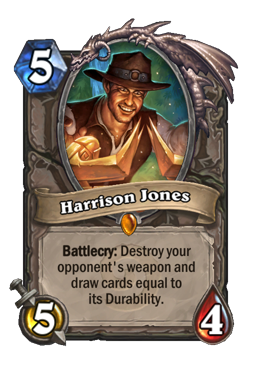 5
Harrison Jones
Battlecry: Destroy your
opponent's weapon and
draw cards equal to
its Durability.
5
4